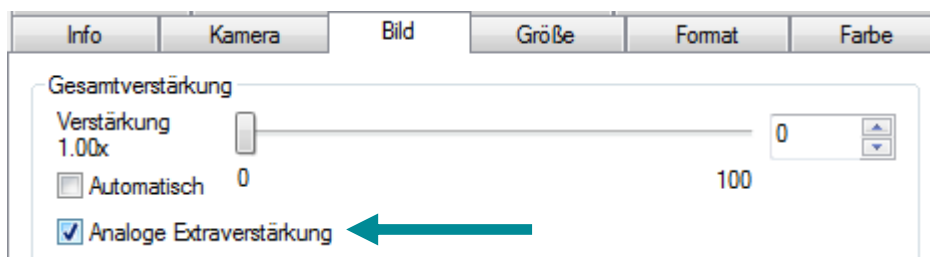 Info Kamera Bild Größe Format Farbe
Gesamtverstärkung
Verstärkung
1.00x
0
Automatisch
0 100
Analoge Extraverstärkung